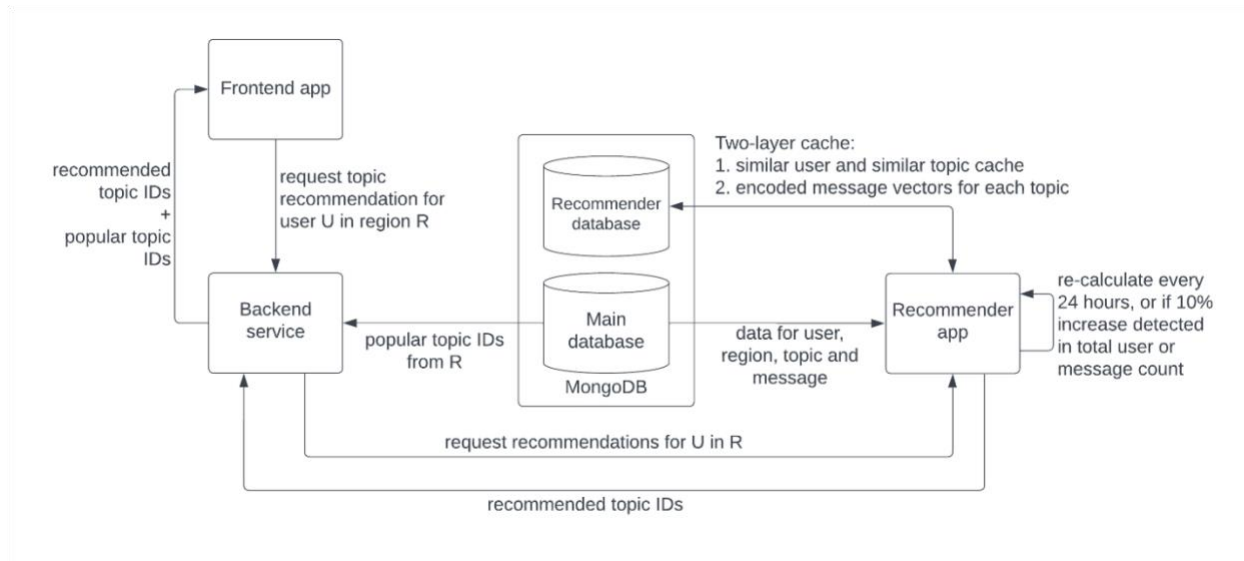 Frontend app
recommended
topic IDs
+
popular topic
IDs
request topic
recommendation for
user U in region R
Two-layer cache:
1. similar user and similar topic cache
2. encoded message vectors for each topic
Recommender
database
Backend
service
popular topic IDs
from R
Main
database
MongoDB
data for user,
region, topic and
message
Recommender
app
re-calculate every
24 hours, or if 10%
increase detected
in total user or
message count
request recommendations for U in R
recommended topic IDs